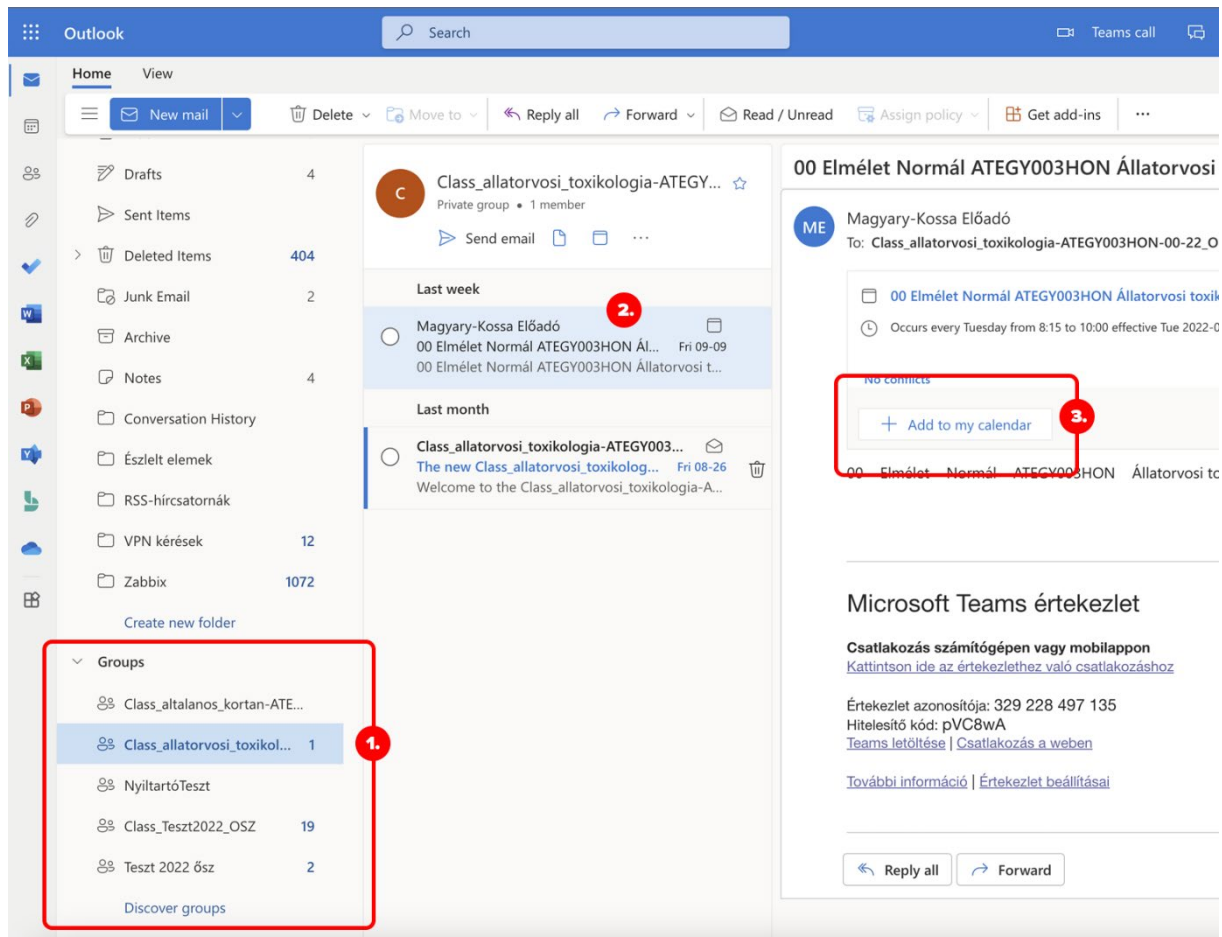 Outlook
Search
Teams call
Home View
New mail Delete Move to Reply all Forward Read / Unread Assign policy Get add-ins ...
Drafts 4
Sent Items
Deleted Items 404
Junk Email 2
Archive
Notes 4
Conversation History
Észlelt elemek
RSS-hírcsatornák
VPN kérések 12
Zabbix 1072
Create new folder
Groups
Class_altalanos_kortan-ATE...
Class_allatorvosi_toxikol... 1
NyiltartóTeszt
Class_Teszt2022_OSZ 19
Teszt 2022 ősz 2
Discover groups
1.
C
Class_allatorvosi_toxikologia-ATEGY...
Private group • 1 member
Send email ...
Last week
2.
Magyary-Kossa Előadó
00 Elmélet Normál ATEGY003HON Ál... Fri 09-09
00 Elmélet Normál ATEGY003HON Állatorvosi t...
Last month
Class_allatorvosi_toxikologia-ATEGY003...
The new Class_allatorvosi_toxikolog... Fri 08-26
Welcome to the Class_allatorvosi_toxikologia-A...
00 Elmélet Normál ATEGY003HON Állatorvosi
ME
Magyary-Kossa Előadó
To: Class_allatorvosi_toxikologia-ATEGY003HON-00-22_O
00 Elmélet Normál ATEGY003HON Állatorvosi toxik
Occurs every Tuesday from 8:15 to 10:00 effective Tue 2022-0
No conflicts
+ Add to my calendar
3.
00 Elmélet Normál ATEGY003HON Állatorvosi to
Microsoft Teams értekezlet
Csatlakozás számítógépen vagy mobilappon
Kattintson ide az értekezlethez való csatlakozáshoz
Értekezlet azonosítója: 329 228 497 135
Hitelesítő kód: pVC8wA
Teams letöltése | Csatlakozás a weben
További információ | Értekezlet beállításai
Reply all Forward